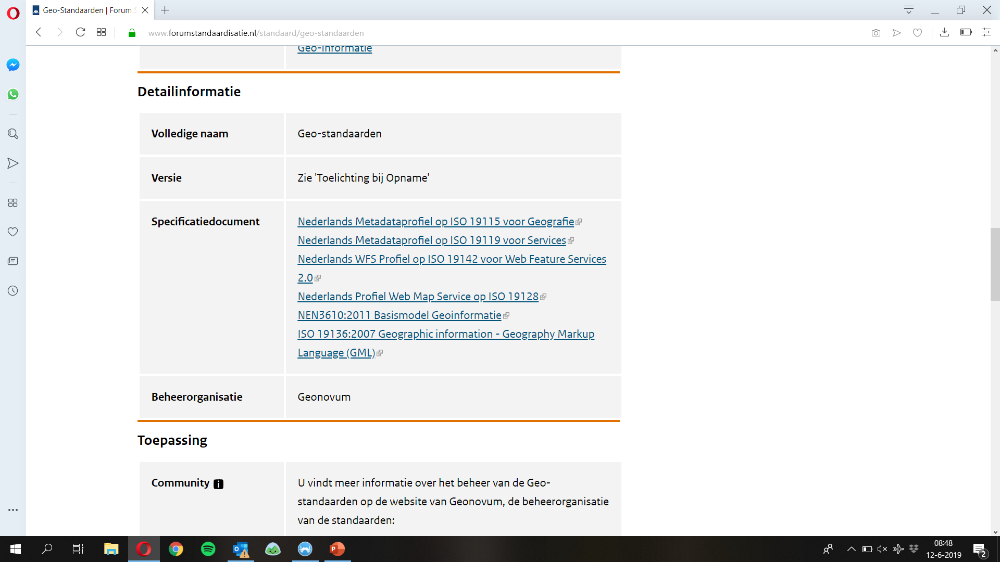 Geo-Standaarden | Forum S
www.forumstandaardisatie.nl/standaard/geo-standaarden
Geo-informatie
Detailinformatie
Volledige naam
Geo-standaarden
Versie
Zie 'Toelichting bij Opname'
Specificatiedocument
Nederlands Metadataprofiel op ISO 19115 voor Geografie
Nederlands Metadataprofiel op ISO 19119 voor Services
Nederlands WFS Profiel op ISO 19142 voor Web Feature Services
2.0
Nederlands Profiel Web Map Service op ISO 19128
NEN3610:2011 Basismodel Geoinformatie
ISO 19136:2007 Geographic information - Geography Markup
Language (GML)
Beheerorganisatie
Geonovum
Toepassing
Community i
U vindt meer informatie over het beheer van de Geo-
standaarden op de website van Geonovum, de beheerorganisatie
van de standaarden:
08:48
12-6-2019
2